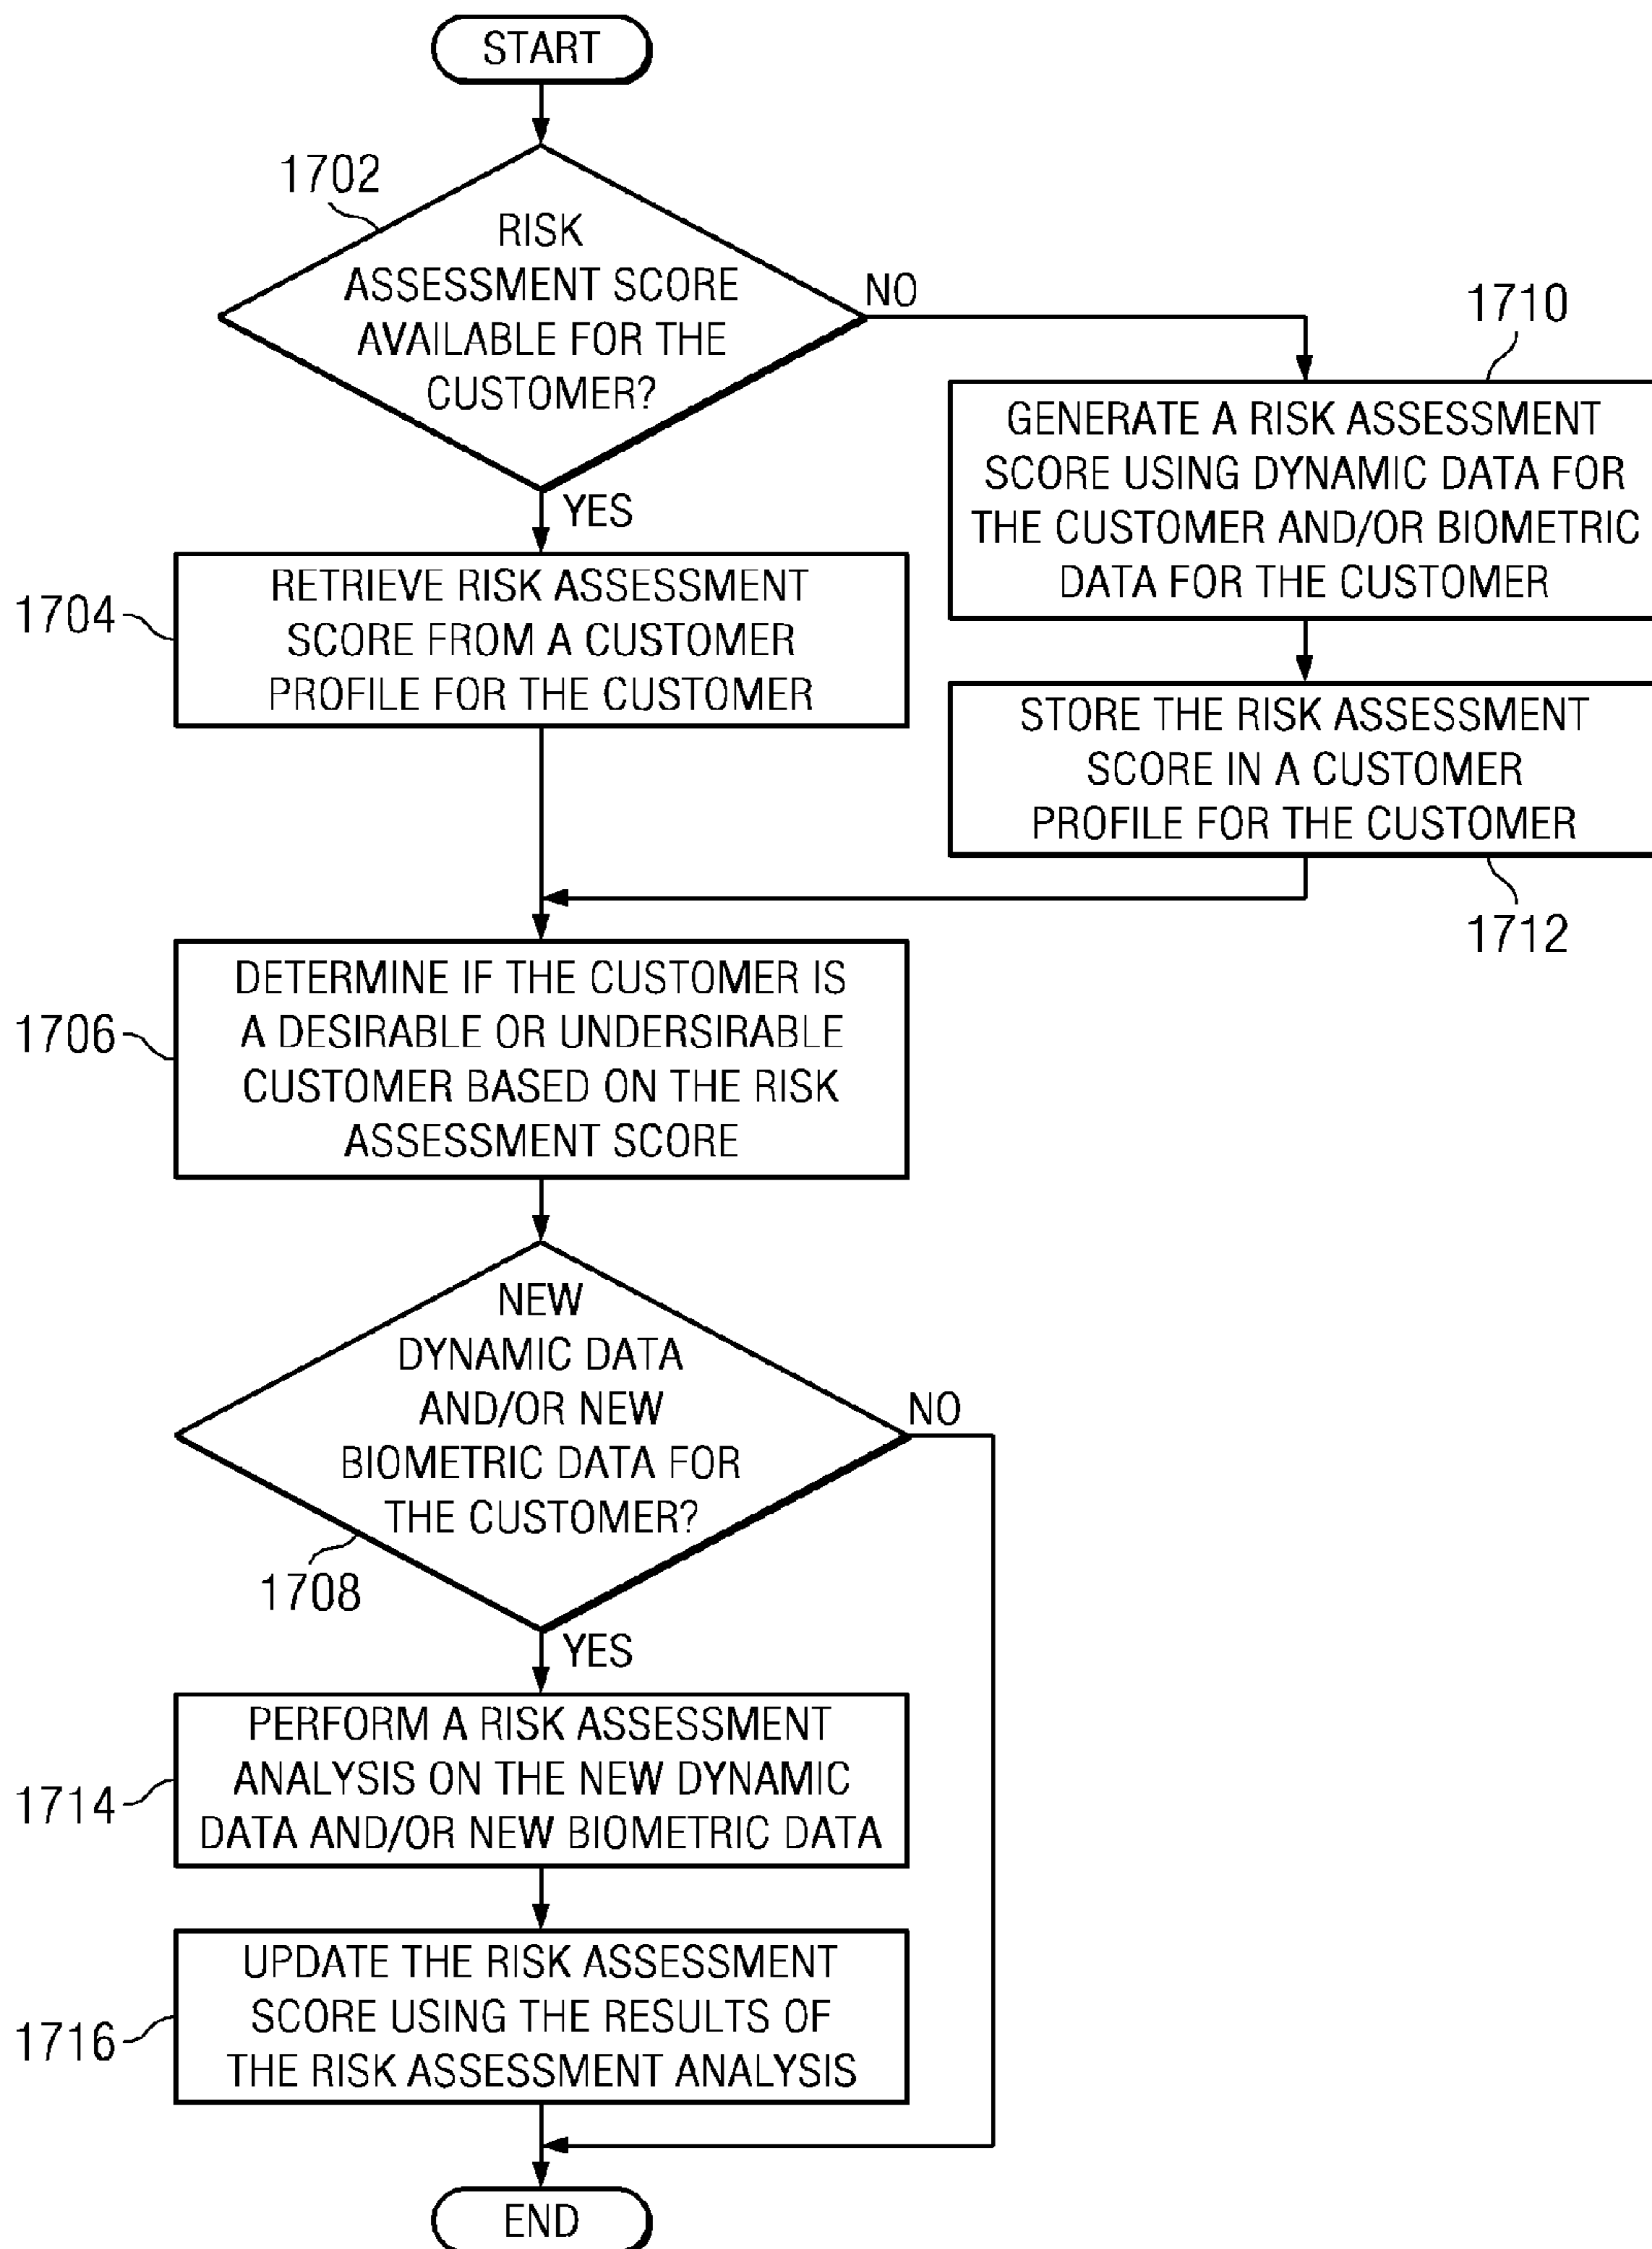 START
1702
RISK
ASSESSMENT SCORE
AVAILABLE FOR THE
CUSTOMER?
NO
YES
1710
GENERATE A RISK ASSESSMENT
SCORE USING DYNAMIC DATA FOR
THE CUSTOMER AND/OR BIOMETRIC
DATA FOR THE CUSTOMER
1704
RETRIEVE RISK ASSESSMENT
SCORE FROM A CUSTOMER
PROFILE FOR THE CUSTOMER
STORE THE RISK ASSESSMENT
SCORE IN A CUSTOMER
PROFILE FOR THE CUSTOMER
1712
1706
DETERMINE IF THE CUSTOMER IS
A DESIRABLE OR UNDERSIRABLE
CUSTOMER BASED ON THE RISK
ASSESSMENT SCORE
NEW
DYNAMIC DATA
AND/OR NEW
BIOMETRIC DATA FOR
THE CUSTOMER?
NO
1708
YES
1714
PERFORM A RISK ASSESSMENT
ANALYSIS ON THE NEW DYNAMIC
DATA AND/OR NEW BIOMETRIC DATA
1716
UPDATE THE RISK ASSESSMENT
SCORE USING THE RESULTS OF
THE RISK ASSESSMENT ANALYSIS
END